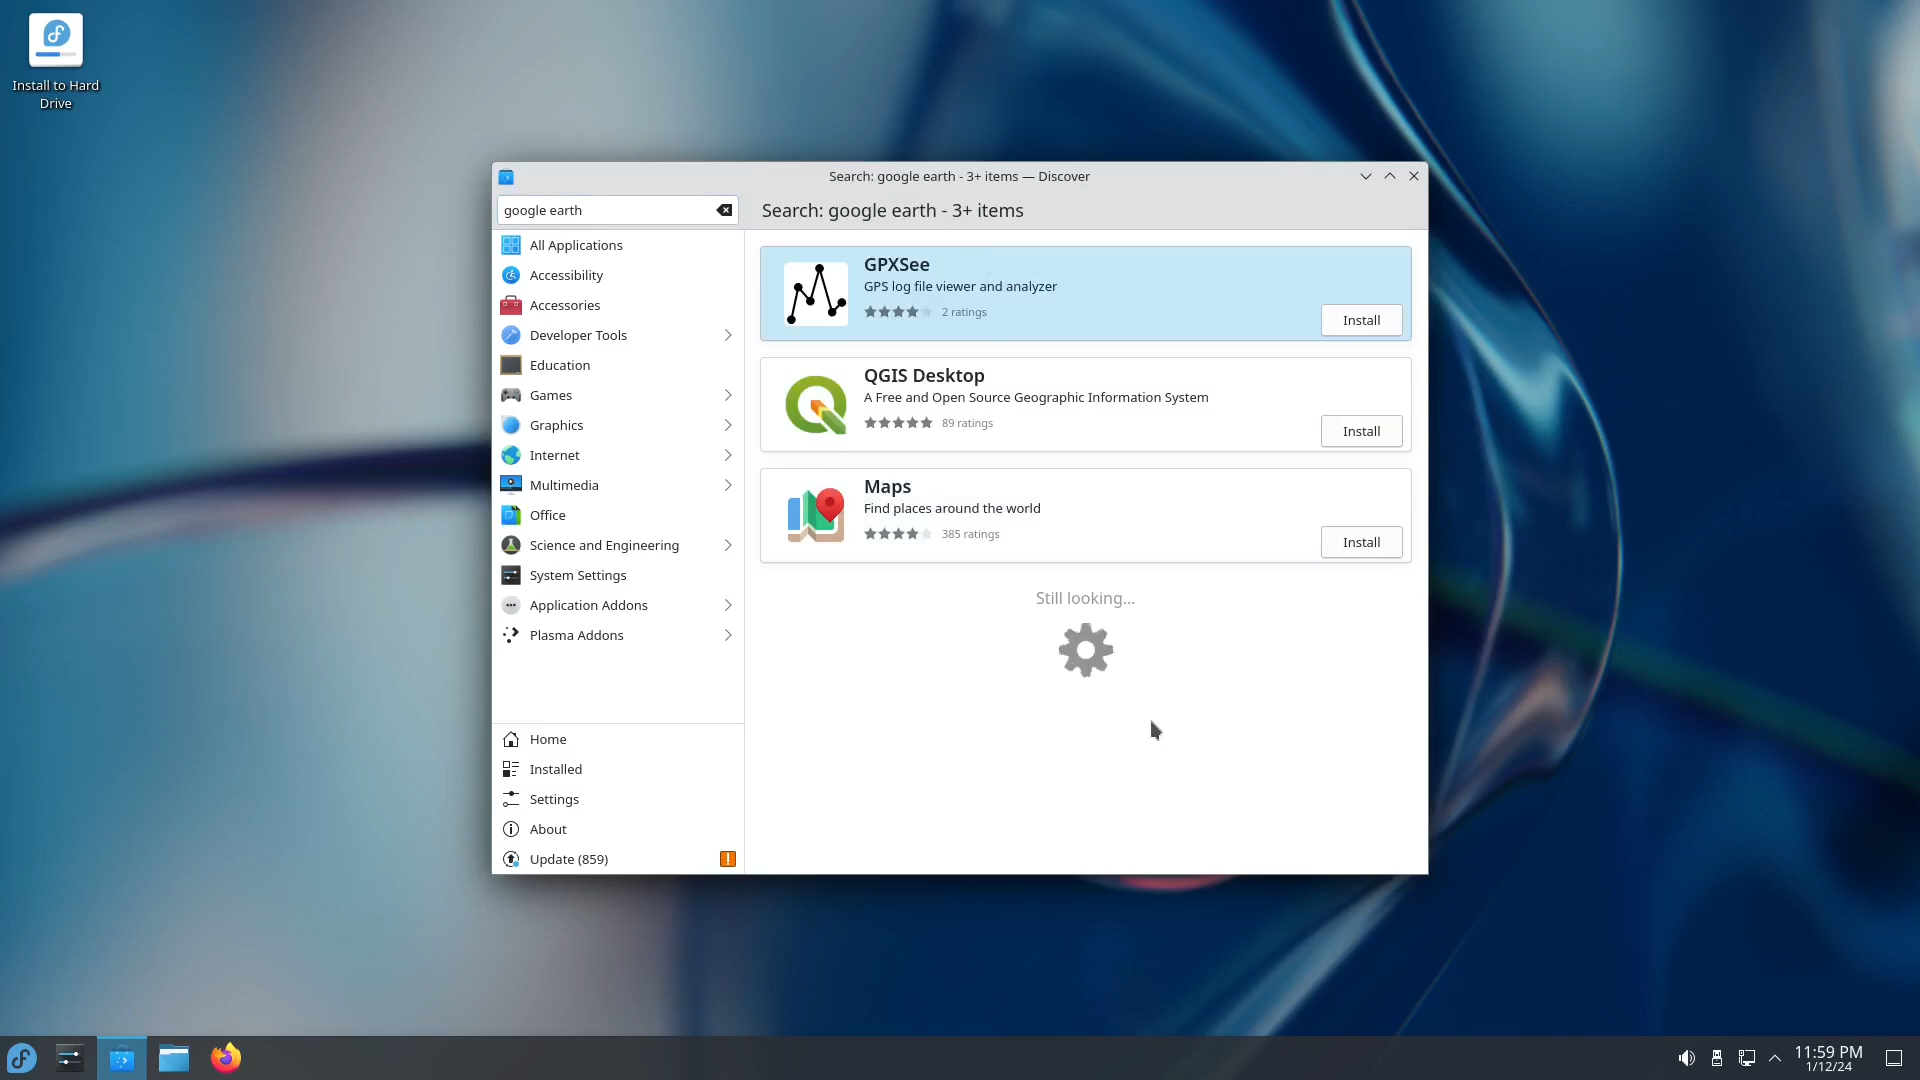 Install to Hard
Drive
Search: google earth - 3+ items — Discover
google earth
Search: google earth - 3+ items
All Applications
Accessibility
Accessories
Developer Tools
Education
Games
Graphics
Internet
Multimedia
Office
Science and Engineering
System Settings
Application Addons
Plasma Addons
Home
Installed
Settings
About
Update (859)
GPXSee
GPS log file viewer and analyzer
2 ratings
Install
QGIS Desktop
A Free and Open Source Geographic Information System
89 ratings
Install
Maps
Find places around the world
385 ratings
Install
Still looking...
11:59 PM
1/12/24